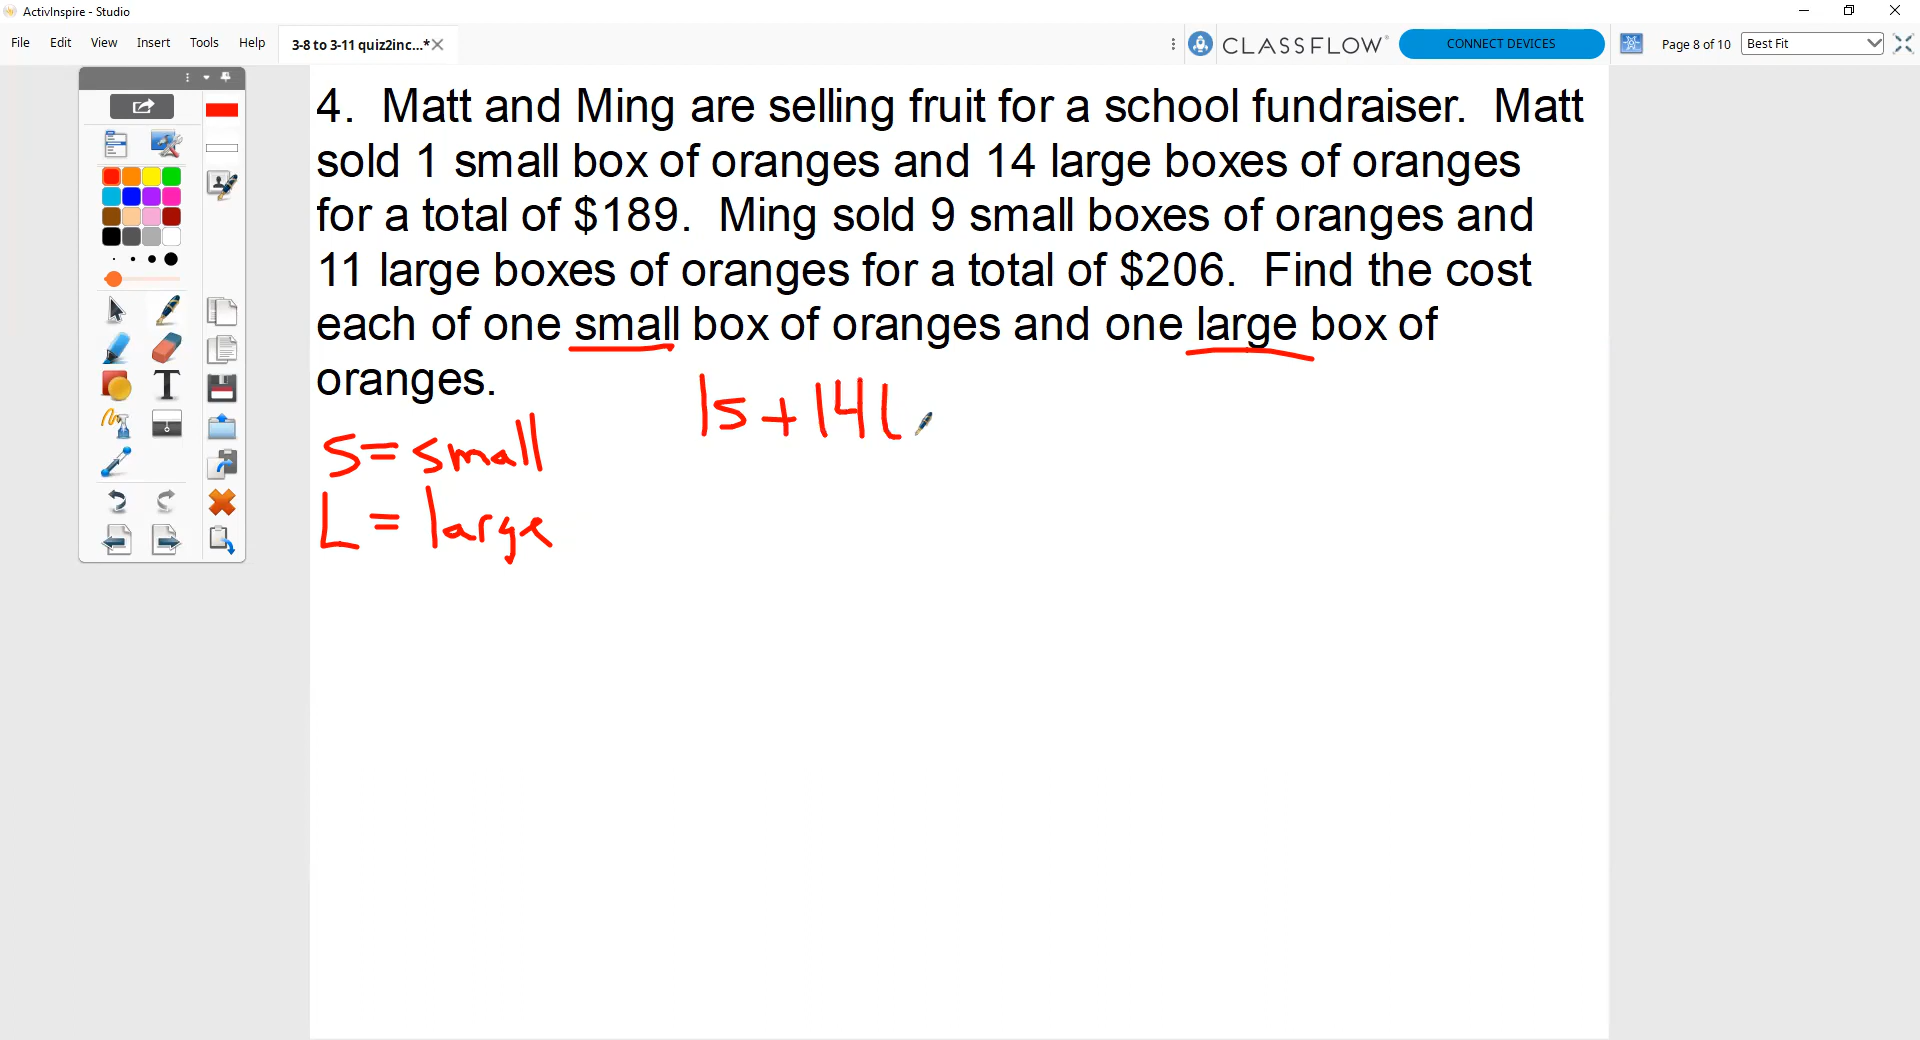 ActivInspire - Studio
File Edit View Insert Tools Help 3-8 to 3-11 quiz2inc...* CLASSFLOW CONNECT DEVICES Page 8 of 10 Best Fit
4. Matt and Ming are selling fruit for a school fundraiser. Matt
sold 1 small box of oranges and 14 large boxes of oranges
for a total of $189. Ming sold 9 small boxes of oranges and
11 large boxes of oranges for a total of $206. Find the cost
each of one small box of oranges and one large box of
oranges.
1s + 14L
s = small
L = large